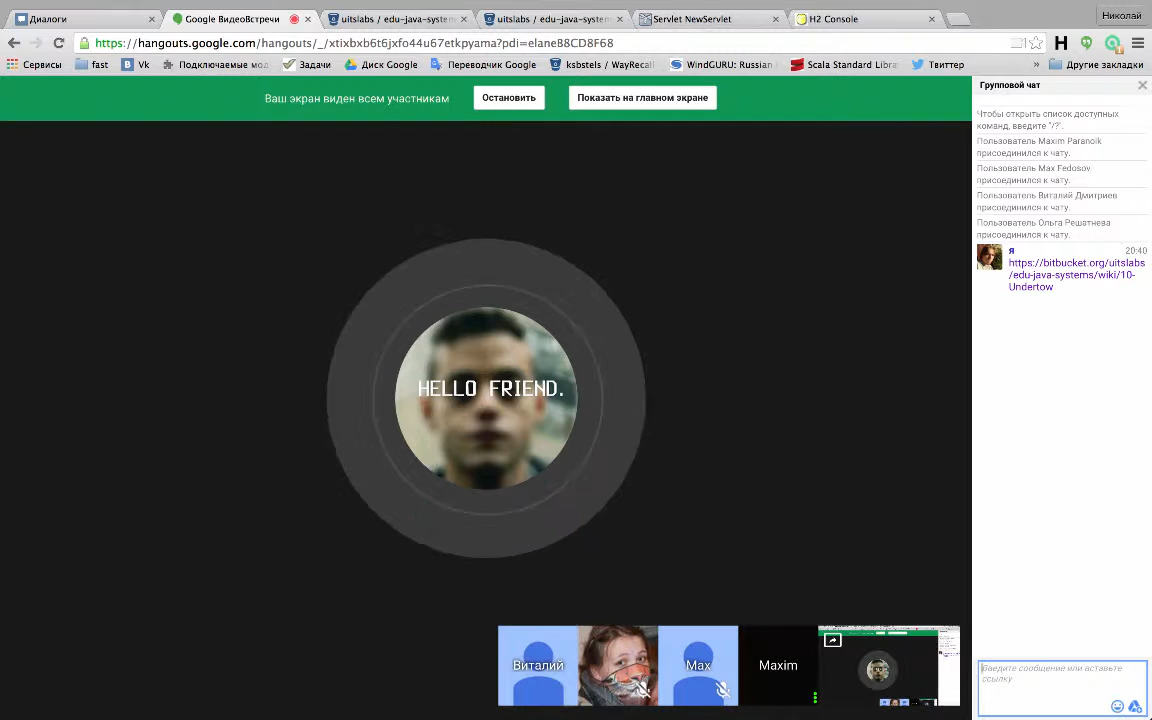 Диалоги
Google ВидеоВстречи
uitslabs / edu-java-system
uitslabs / edu-java-system
Servlet NewServlet
H2 Console
Николай
https://hangouts.google.com/hangouts/_/xtixbxb6t6jxfo44u67etkpyama?pdi=elaneB8CD8F68
Сервисы
fast
Vk
Подключаемые мод
Задачи
Диск Google
Переводчик Google
ksbstels / WayRecall
WindGURU: Russian
Scala Standard Libra
Твиттер
»
Другие закладки
Ваш экран виден всем участникам
Остановить
Показать на главном экране
Групповой чат
Чтобы открыть список доступных
команд, введите "/?".
Пользователь Maxim Paranoik
присоединился к чату.
Пользователь Max Fedosov
присоединился к чату.
Пользователь Виталий Дмитриев
присоединился к чату.
Пользователь Ольга Решатнева
присоединился к чату.
Я
20:40
https://bitbucket.org/uitslabs
/edu-java-systems/wiki/10-
Undertow
HELLO FRIEND.
Виталий
Max
Maxim
Введите сообщение или вставьте
ссылку